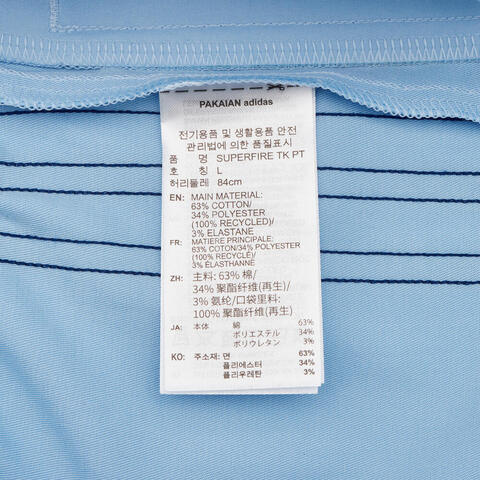 PAKAIAN adidas
전기용품 및 생활용품 안전
관리법에 의한 품질표시
품 명 SUPERFIRE TK PT
호 칭 L
허리둘레 84cm
EN: MAIN MATERIAL:
63% COTTON/
34% POLYESTER
(100% RECYCLED)/
3% ELASTANE
FR: MATIERE PRINCIPALE:
63% COTON/34% POLYESTER
(100% RECYCLÉ)/
3% ÉLASTHANNE
ZH: 主料: 63% 棉/
34% 聚酯纤维(再生)/
3% 氨纶/口袋里料:
100% 聚酯纤维(再生)
JA: 本体 綿 63%
ポリエステル 34%
ポリウレタン 3%
KO: 주소재: 면 63%
폴리에스터 34%
폴리우레탄 3%